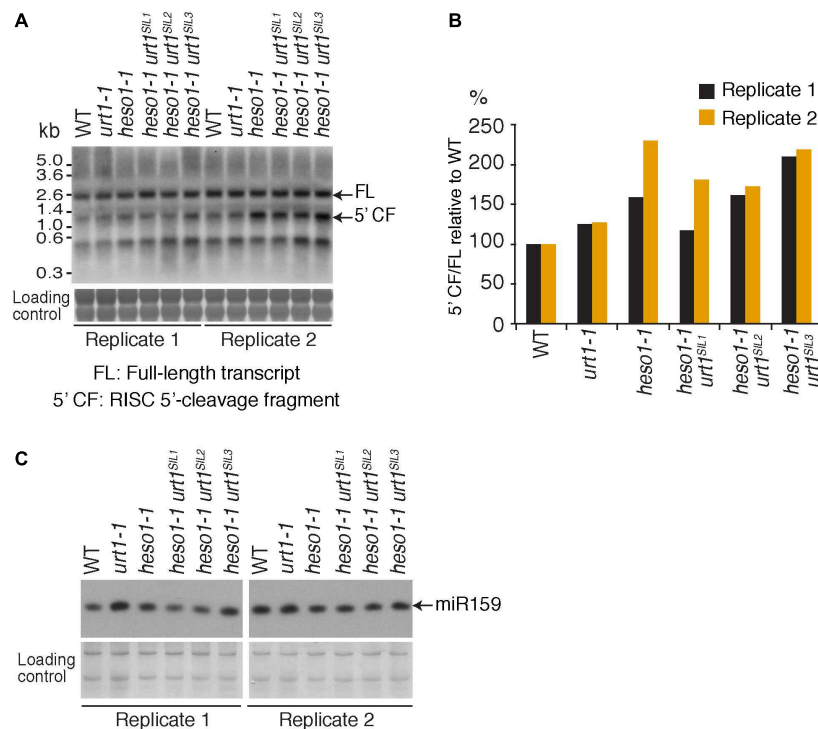 A
WT
urt1-1
heso1-1
heso1-1 urt1SIL1
heso1-1 urt1SIL2
heso1-1 urt1SIL3
WT
urt1-1
heso1-1
heso1-1 urt1SIL1
heso1-1 urt1SIL2
heso1-1 urt1SIL3
kb
5.0
3.6
2.6
1.4
1.0
0.6
0.3
FL
5' CF
Loading
control
Replicate 1
Replicate 2
FL: Full-length transcript
5' CF: RISC 5'-cleavage fragment
B
Replicate 1
Replicate 2
%
250
200
150
100
50
0
5' CF/FL relative to WT
WT
urt1-1
heso1-1
heso1-1
urt1SIL1
heso1-1
urt1SIL2
heso1-1
urt1SIL3
C
WT
urt1-1
heso1-1
heso1-1 urt1SIL1
heso1-1 urt1SIL2
heso1-1 urt1SIL3
WT
urt1-1
heso1-1
heso1-1 urt1SIL1
heso1-1 urt1SIL2
heso1-1 urt1SIL3
miR159
Loading
control
Replicate 1
Replicate 2